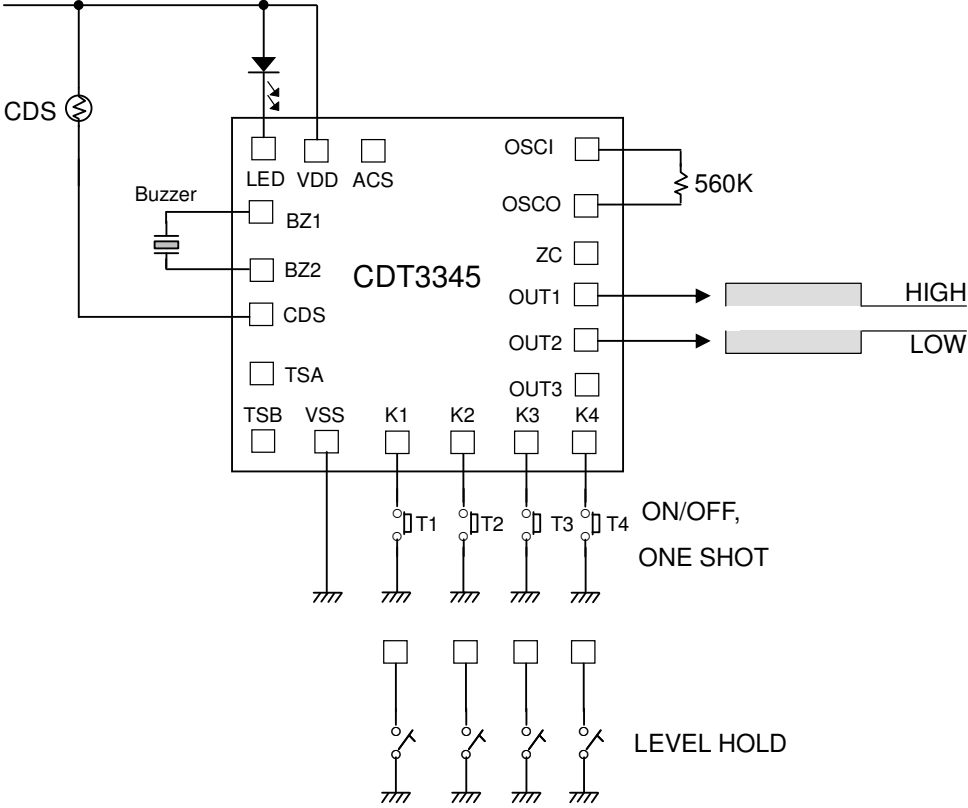 CDS
LED VDD ACS
OSCI
560K
OSCO
Buzzer
BZ1
BZ2
CDS
CDT3345
ZC
OUT1
HIGH
OUT2
LOW
OUT3
TSA
TSB VSS K1 K2 K3 K4
T1 T2 T3 T4
ON/OFF,
ONE SHOT
LEVEL HOLD